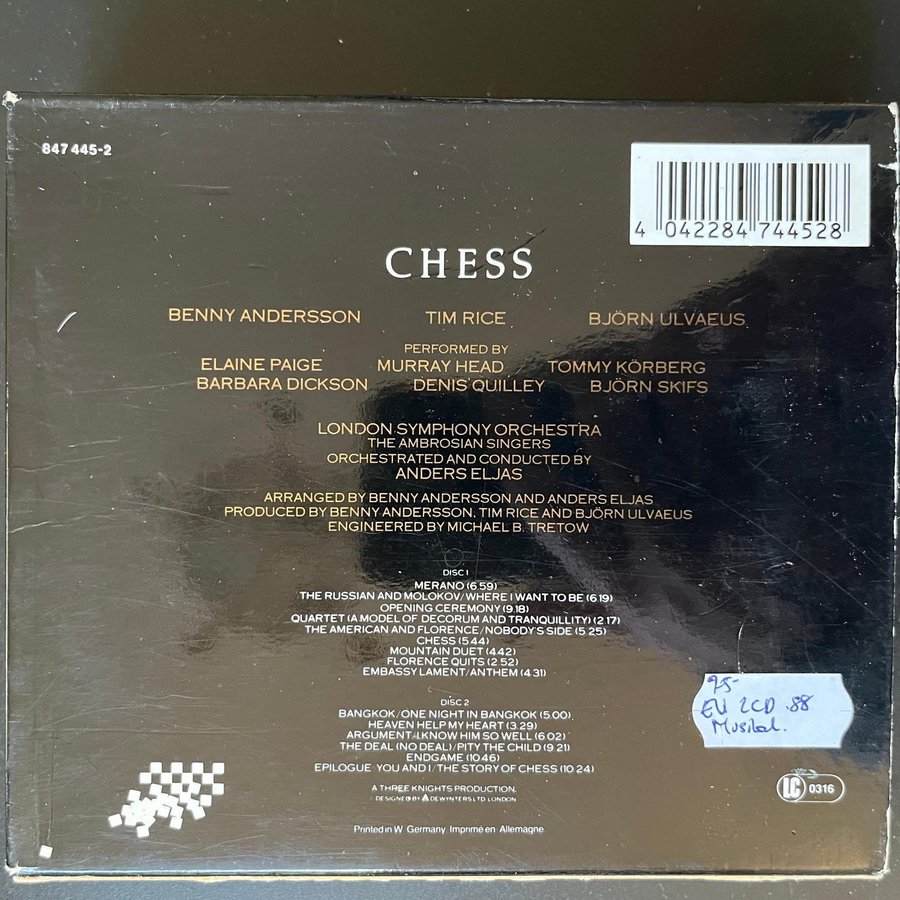 847 445-2
4 042284 744528
CHESS
BENNY ANDERSSON TIM RICE BJÖRN ULVAEUS
PERFORMED BY
ELAINE PAIGE MURRAY HEAD TOMMY KÖRBERG
BARBARA DICKSON DENIS QUILLEY BJÖRN SKIFS
LONDON SYMPHONY ORCHESTRA
THE AMBROSIAN SINGERS
ORCHESTRATED AND CONDUCTED BY
ANDERS ELJAS
ARRANGED BY BENNY ANDERSSON AND ANDERS ELJAS
PRODUCED BY BENNY ANDERSSON, TIM RICE AND BJÖRN ULVAEUS
ENGINEERED BY MICHAEL B. TRETOW
DISC 1
MERANO (6.59)
THE RUSSIAN AND MOLOKOV/WHERE I WANT TO BE (6.19)
OPENING CEREMONY (9.18)
QUARTET (A MODEL OF DECORUM AND TRANQUILLITY) (2.17)
THE AMERICAN AND FLORENCE/NOBODY'S SIDE (5.25)
CHESS (5.44)
MOUNTAIN DUET (4.42)
FLORENCE QUITS (2.52)
EMBASSY LAMENT/ANTHEM (4.31)
DISC 2
BANGKOK/ONE NIGHT IN BANGKOK (5.00)
HEAVEN HELP MY HEART (3.29)
ARGUMENT/I KNOW HIM SO WELL (6.02)
THE DEAL (NO DEAL)/PITY THE CHILD (9.21)
ENDGAME (10.46)
EPILOGUE: YOU AND I/THE STORY OF CHESS (10.24)
A THREE KNIGHTS PRODUCTION.
DESIGNED BY DEWYNTERS LTD. LONDON
Printed in W. Germany Imprimé en Allemagne
95-
EU 2CD .88
Musikal.
LC 0316